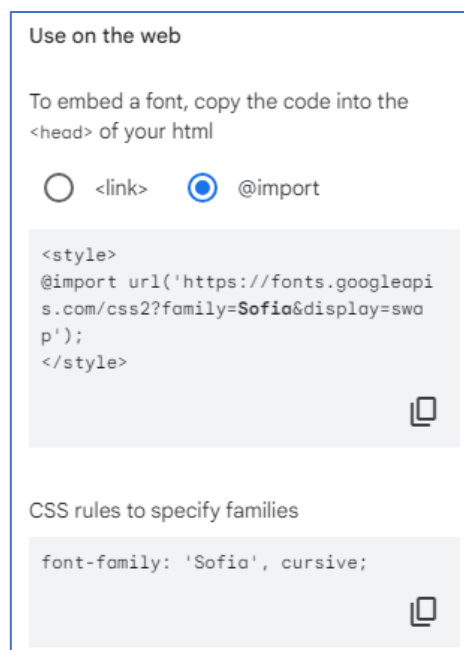 Use on the web
To embed a font, copy the code into the
<head> of your html
<link>
@import
<style>
@import url('https://fonts.googleapi
s.com/css2?family=Sofia&display=swa
p');
</style>
CSS rules to specify families
font-family: 'Sofia', cursive;